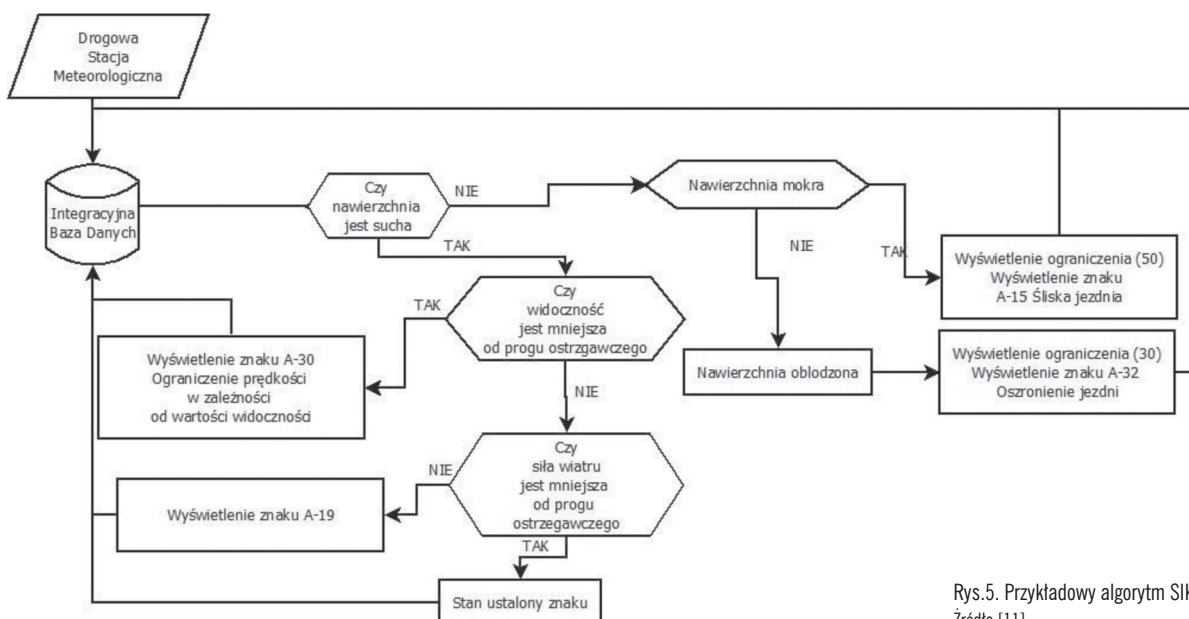 Drogowa
Stacja
Meteorologiczna
Integracyjna
Baza Danych
Czy
nawierzchnia
jest sucha
NIE
TAK
Nawierzchnia mokra
NIE
TAK
Wyświetlenie ograniczenia (50)
Wyświetlenie znaku
A-15 Śliska jezdnia
Nawierzchnia oblodzona
Wyświetlenie ograniczenia (30)
Wyświetlenie znaku A-32
Oszronienie jezdni
Czy
widoczność
jest mniejsza
od progu ostrzgawczego
TAK
NIE
Wyświetlenie znaku A-30
Ograniczenie prędkości
w zależności
od wartości widoczności
Czy
siła wiatru
jest mniejsza
od progu
ostrzegawczego
NIE
TAK
Wyświetlenie znaku A-19
Stan ustalony znaku
Rys.5. Przykładowy algorytm
Źródło [11]